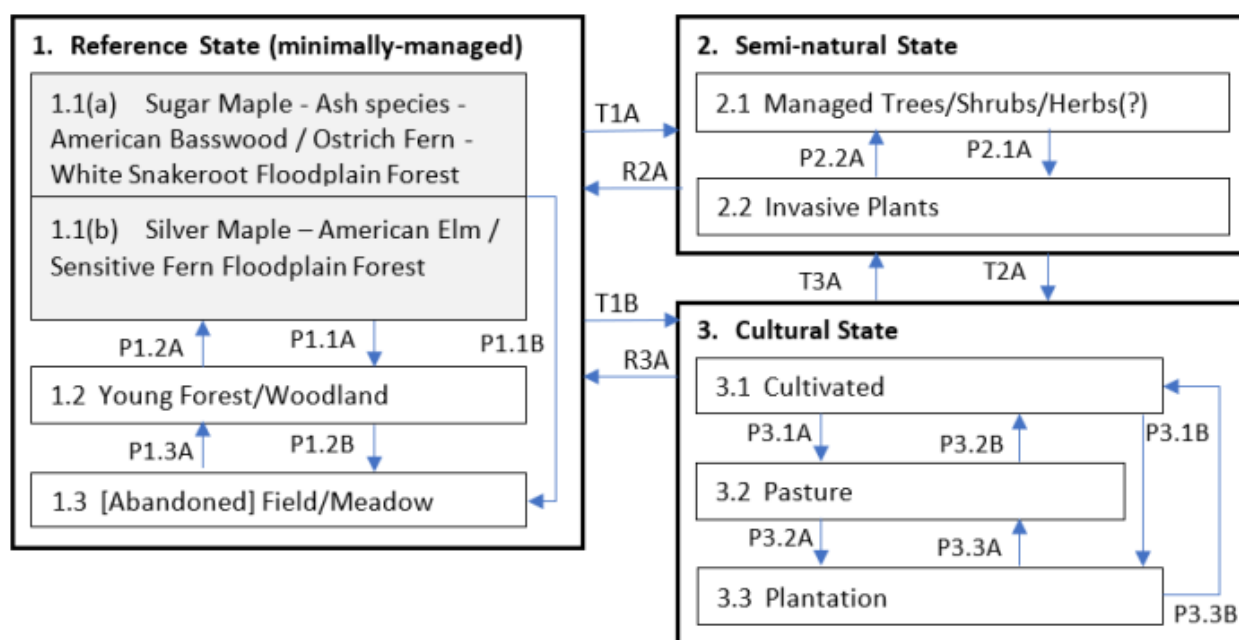 1. Reference State (minimally-managed)
1.1(a) Sugar Maple - Ash species -
American Basswood / Ostrich Fern -
White Snakeroot Floodplain Forest
1.1(b) Silver Maple – American Elm /
Sensitive Fern Floodplain Forest
P1.2A
P1.1A
P1.1B
1.2 Young Forest/Woodland
P1.3A
P1.2B
1.3 [Abandoned] Field/Meadow
T1A
R2A
T1B
R3A
2. Semi-natural State
2.1 Managed Trees/Shrubs/Herbs(?)
P2.2A
P2.1A
2.2 Invasive Plants
T3A
T2A
3. Cultural State
3.1 Cultivated
P3.1A
P3.2B
P3.1B
3.2 Pasture
P3.2A
P3.3A
3.3 Plantation
P3.3B